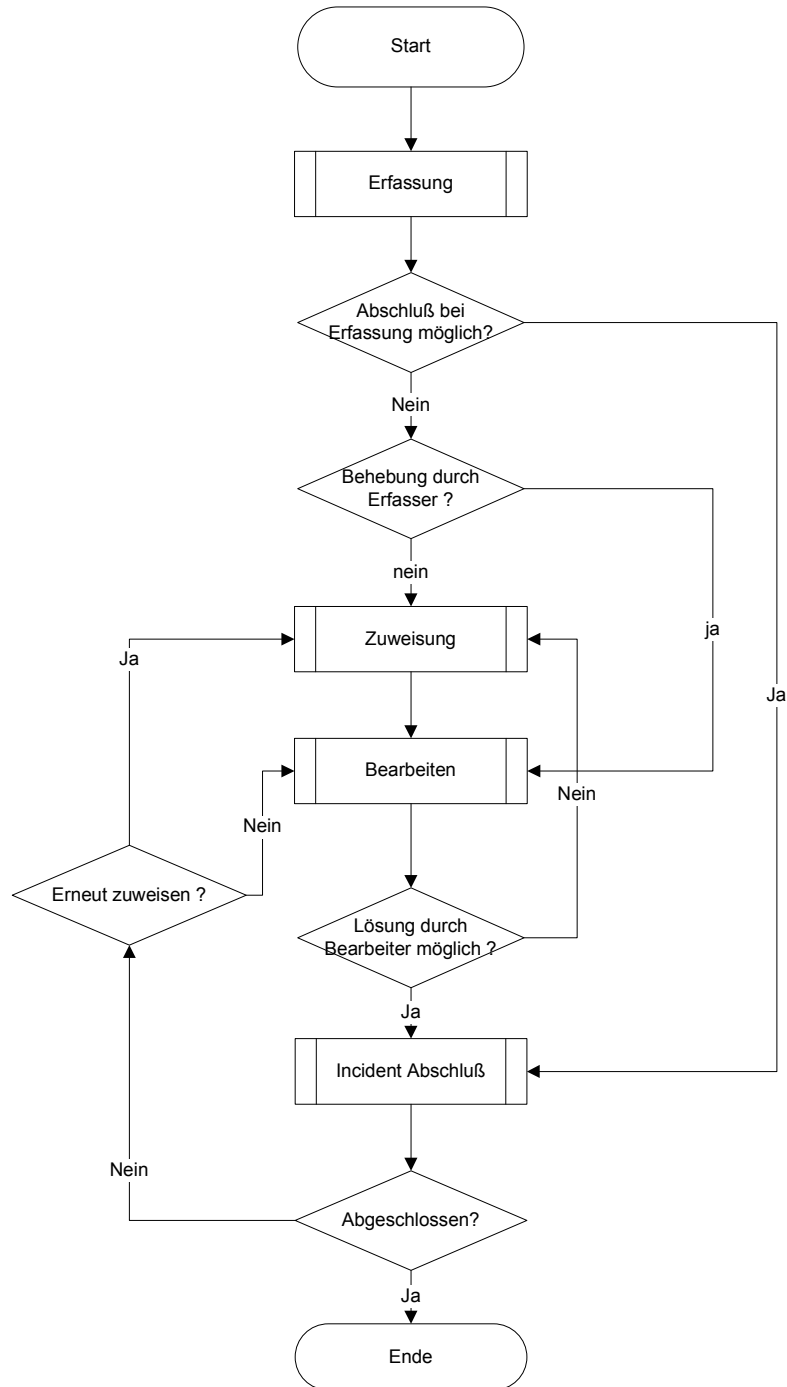 Start
Erfassung
Abschluß bei
Erfassung möglich?
Nein
Behebung durch
Erfasser ?
nein
Zuweisung
ja
Ja
Ja
Bearbeiten
Nein
Nein
Erneut zuweisen ?
Lösung durch
Bearbeiter möglich ?
Ja
Incident Abschluß
Nein
Abgeschlossen?
Ja
Ende